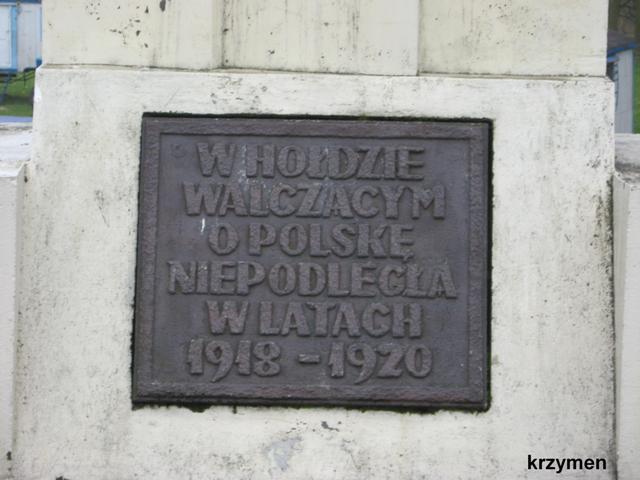 W HOŁDZIE
WALCZĄCYM
O POLSKĘ
NIEPODLEGŁĄ
W LATACH
1918 - 1920
krzymen